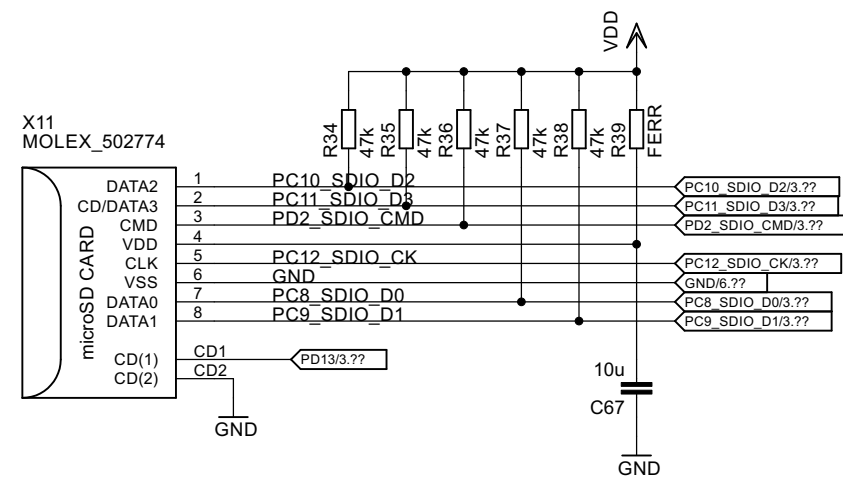 VDD
X11
MOLEX_502774
R34
47k
R35
47k
R36
47k
R37
47k
R38
47k
R39
FERR
microSD CARD
DATA2
1
PC10_SDIO_D2
PC10_SDIO_D2/3.??
CD/DATA3
2
PC11_SDIO_D3
PC11_SDIO_D3/3.??
CMD
3
PD2_SDIO_CMD
PD2_SDIO_CMD/3.??
VDD
4
CLK
5
PC12_SDIO_CK
PC12_SDIO_CK/3.??
VSS
6
GND
GND/6.??
DATA0
7
PC8_SDIO_D0
PC8_SDIO_D0/3.??
DATA1
8
PC9_SDIO_D1
PC9_SDIO_D1/3.??
CD(1)
CD1
PD13/3.??
CD(2)
CD2
GND
10u
C67
GND